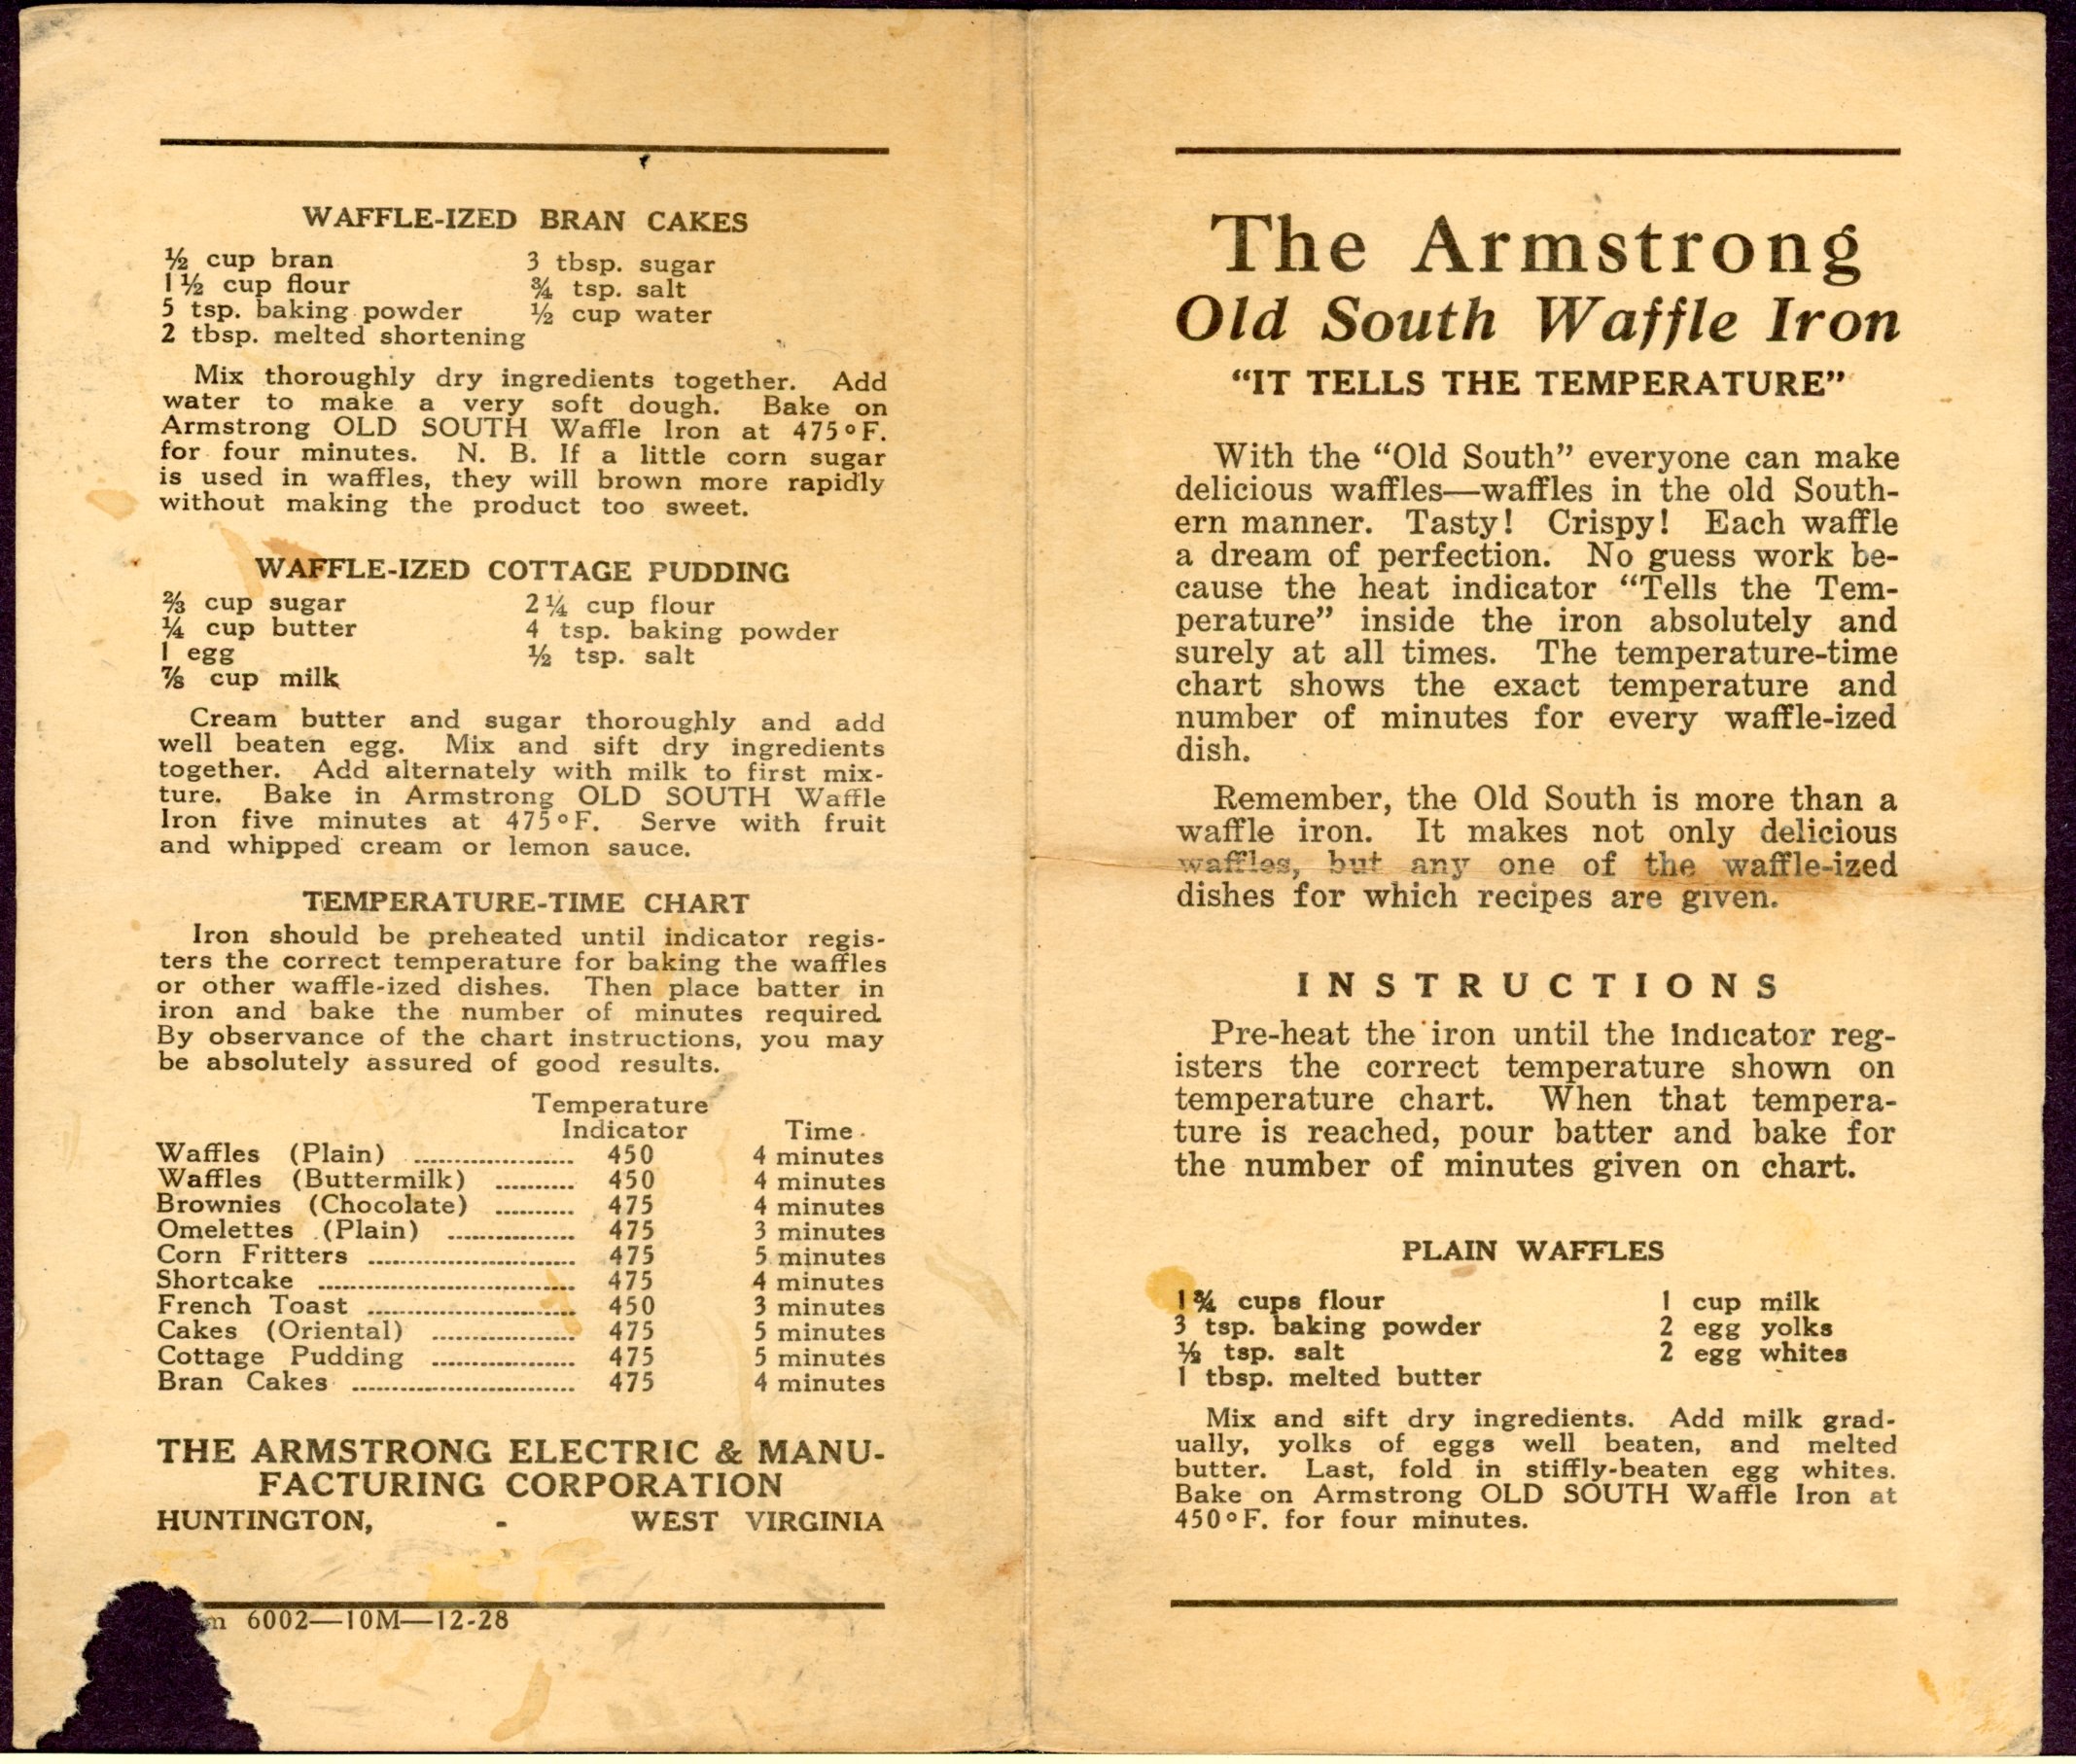 WAFFLE-IZED BRAN CAKES
½ cup bran 3 tbsp. sugar
1½ cup flour ¾ tsp. salt
5 tsp. baking powder ½ cup water
2 tbsp. melted shortening
Mix thoroughly dry ingredients together. Add
water to make a very soft dough. Bake on
Armstrong OLD SOUTH Waffle Iron at 475°F.
for four minutes. N. B. If a little corn sugar
is used in waffles, they will brown more rapidly
without making the product too sweet.
WAFFLE-IZED COTTAGE PUDDING
⅔ cup sugar 2¼ cup flour
¼ cup butter 4 tsp. baking powder
1 egg ½ tsp. salt
⅞ cup milk
Cream butter and sugar thoroughly and add
well beaten egg. Mix and sift dry ingredients
together. Add alternately with milk to first mix-
ture. Bake in Armstrong OLD SOUTH Waffle
Iron five minutes at 475°F. Serve with fruit
and whipped cream or lemon sauce.
TEMPERATURE-TIME CHART
Iron should be preheated until indicator regis-
ters the correct temperature for baking the waffles
or other waffle-ized dishes. Then place batter in
iron and bake the number of minutes required.
By observance of the chart instructions, you may
be absolutely assured of good results.
Temperature
Indicator Time
Waffles (Plain) .................... 450 4 minutes
Waffles (Buttermilk) .......... 450 4 minutes
Brownies (Chocolate) .......... 475 4 minutes
Omelettes (Plain) ................ 475 3 minutes
Corn Fritters .......................... 475 5 minutes
Shortcake ................................ 475 4 minutes
French Toast .......................... 450 3 minutes
Cakes (Oriental) .................. 475 5 minutes
Cottage Pudding .................. 475 5 minutes
Bran Cakes ............................ 475 4 minutes
THE ARMSTRONG ELECTRIC & MANU-
FACTURING CORPORATION
HUNTINGTON, - WEST VIRGINIA
m 6002—10M—12-28
The Armstrong
Old South Waffle Iron
“IT TELLS THE TEMPERATURE”
With the “Old South” everyone can make
delicious waffles—waffles in the old South-
ern manner. Tasty! Crispy! Each waffle
a dream of perfection. No guess work be-
cause the heat indicator “Tells the Tem-
perature” inside the iron absolutely and
surely at all times. The temperature-time
chart shows the exact temperature and
number of minutes for every waffle-ized
dish.
Remember, the Old South is more than a
waffle iron. It makes not only delicious
waffles, but any one of the waffle-ized
dishes for which recipes are given.
INSTRUCTIONS
Pre-heat the iron until the Indicator reg-
isters the correct temperature shown on
temperature chart. When that tempera-
ture is reached, pour batter and bake for
the number of minutes given on chart.
PLAIN WAFFLES
1¾ cups flour 1 cup milk
3 tsp. baking powder 2 egg yolks
½ tsp. salt 2 egg whites
1 tbsp. melted butter
Mix and sift dry ingredients. Add milk grad-
ually, yolks of eggs well beaten, and melted
butter. Last, fold in stiffly-beaten egg whites.
Bake on Armstrong OLD SOUTH Waffle Iron at
450°F. for four minutes.